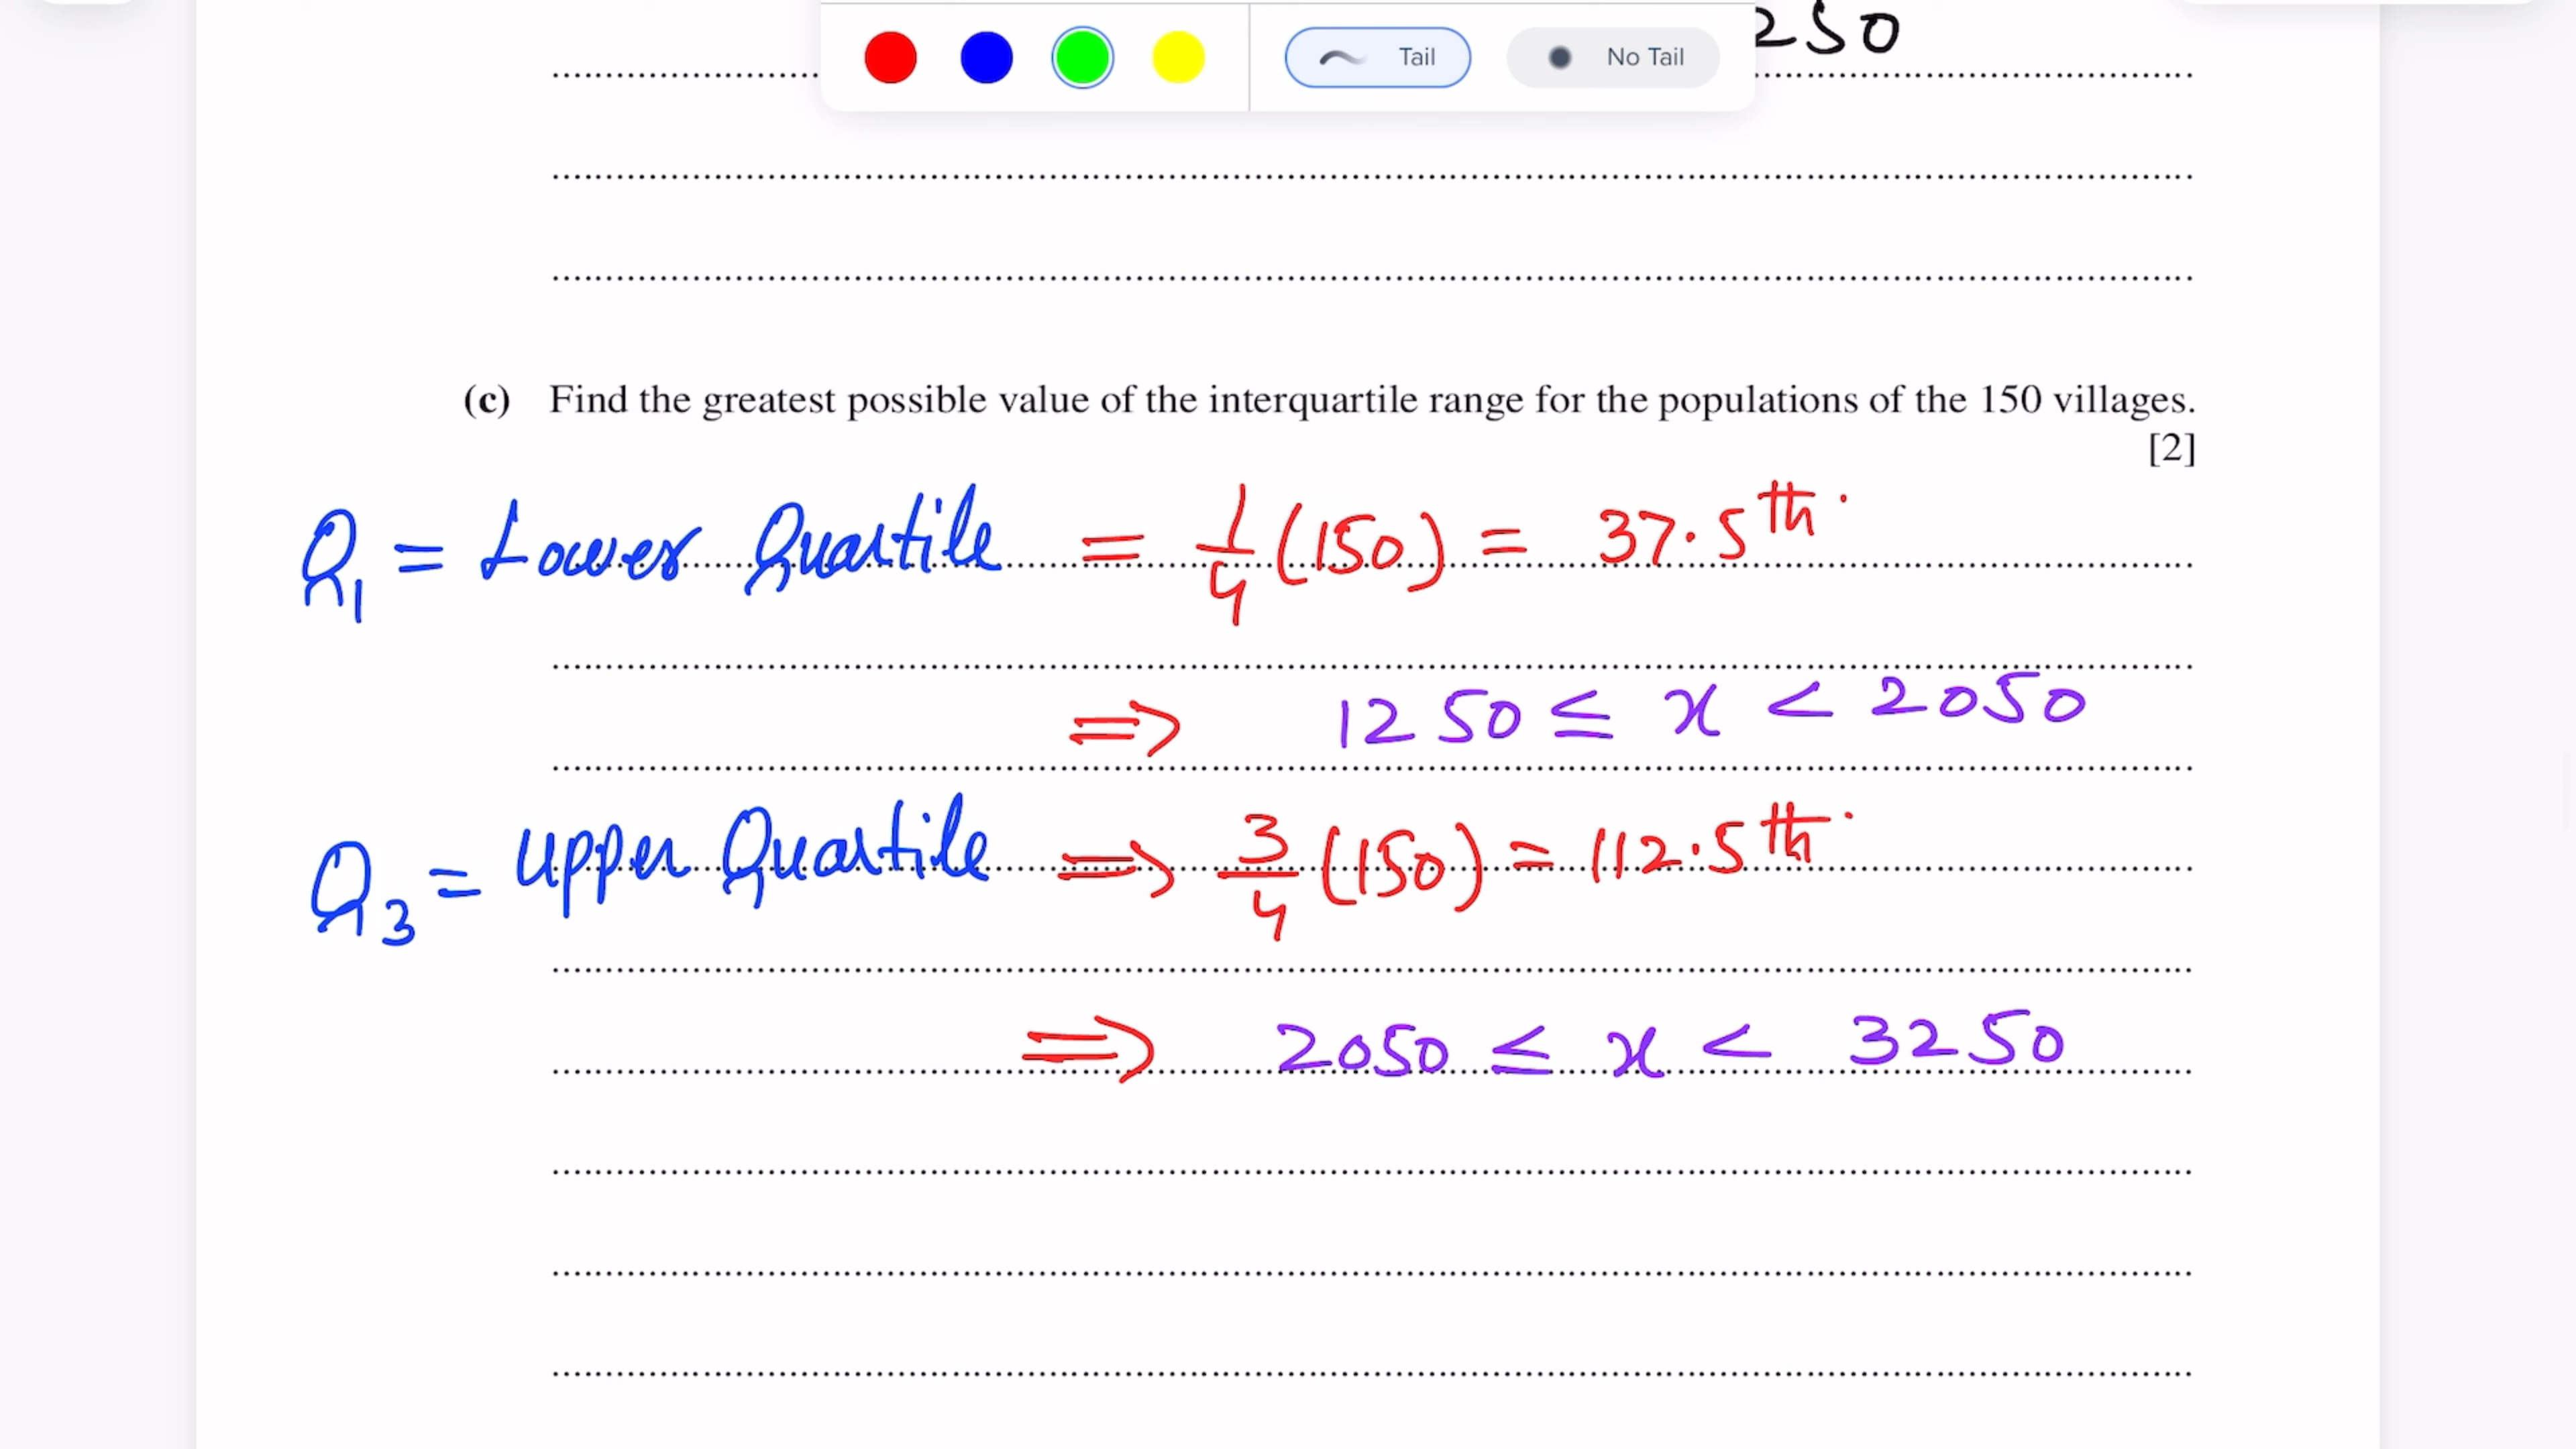 250
Tail No Tail
(c) Find the greatest possible value of the interquartile range for the populations of the 150 villages.
[2]
Q₁ = Lower Quartile = 1/4 (150) = 37.5th.
⇒ 1250 ≤ x < 2050
Q₃ = Upper Quartile ⇒ 3/4 (150) = 112.5th.
⇒ 2050 ≤ x < 3250